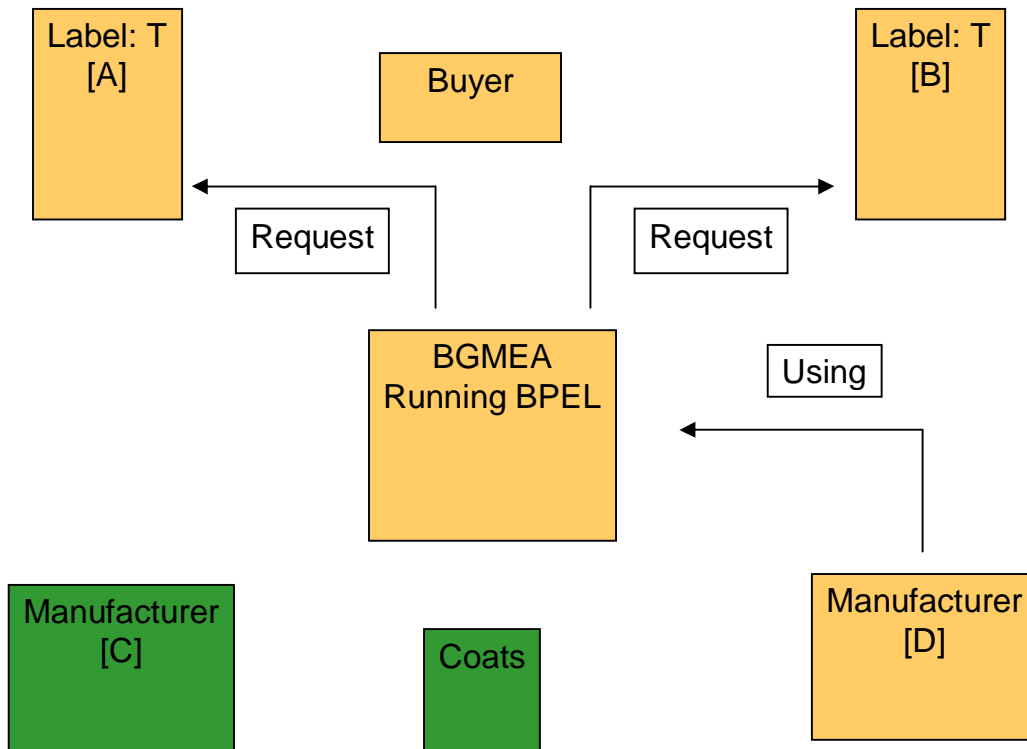 Label: T
[A]
Buyer
Label: T
[B]
Request
Request
BGMEA
Running BPEL
Using
Manufacturer
[C]
Coats
Manufacturer
[D]